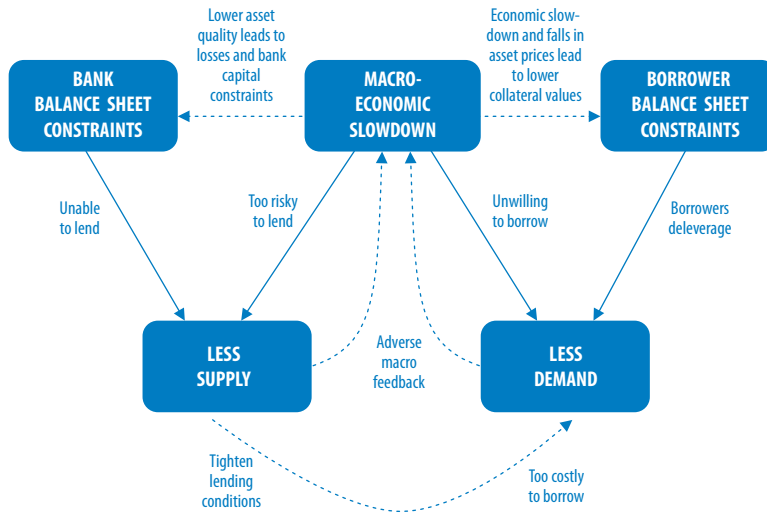 Lower asset
quality leads to
losses and bank
capital
constraints
Economic slow-
down and falls in
asset prices lead
to lower
collateral values
BANK
BALANCE SHEET
CONSTRAINTS
MACRO-
ECONOMIC
SLOWDOWN
BORROWER
BALANCE SHEET
CONSTRAINTS
Unable
to lend
Too risky
to lend
Unwilling
to borrow
Borrowers
deleverage
LESS
SUPPLY
Adverse
macro
feedback
LESS
DEMAND
Tighten
lending
conditions
Too costly
to borrow